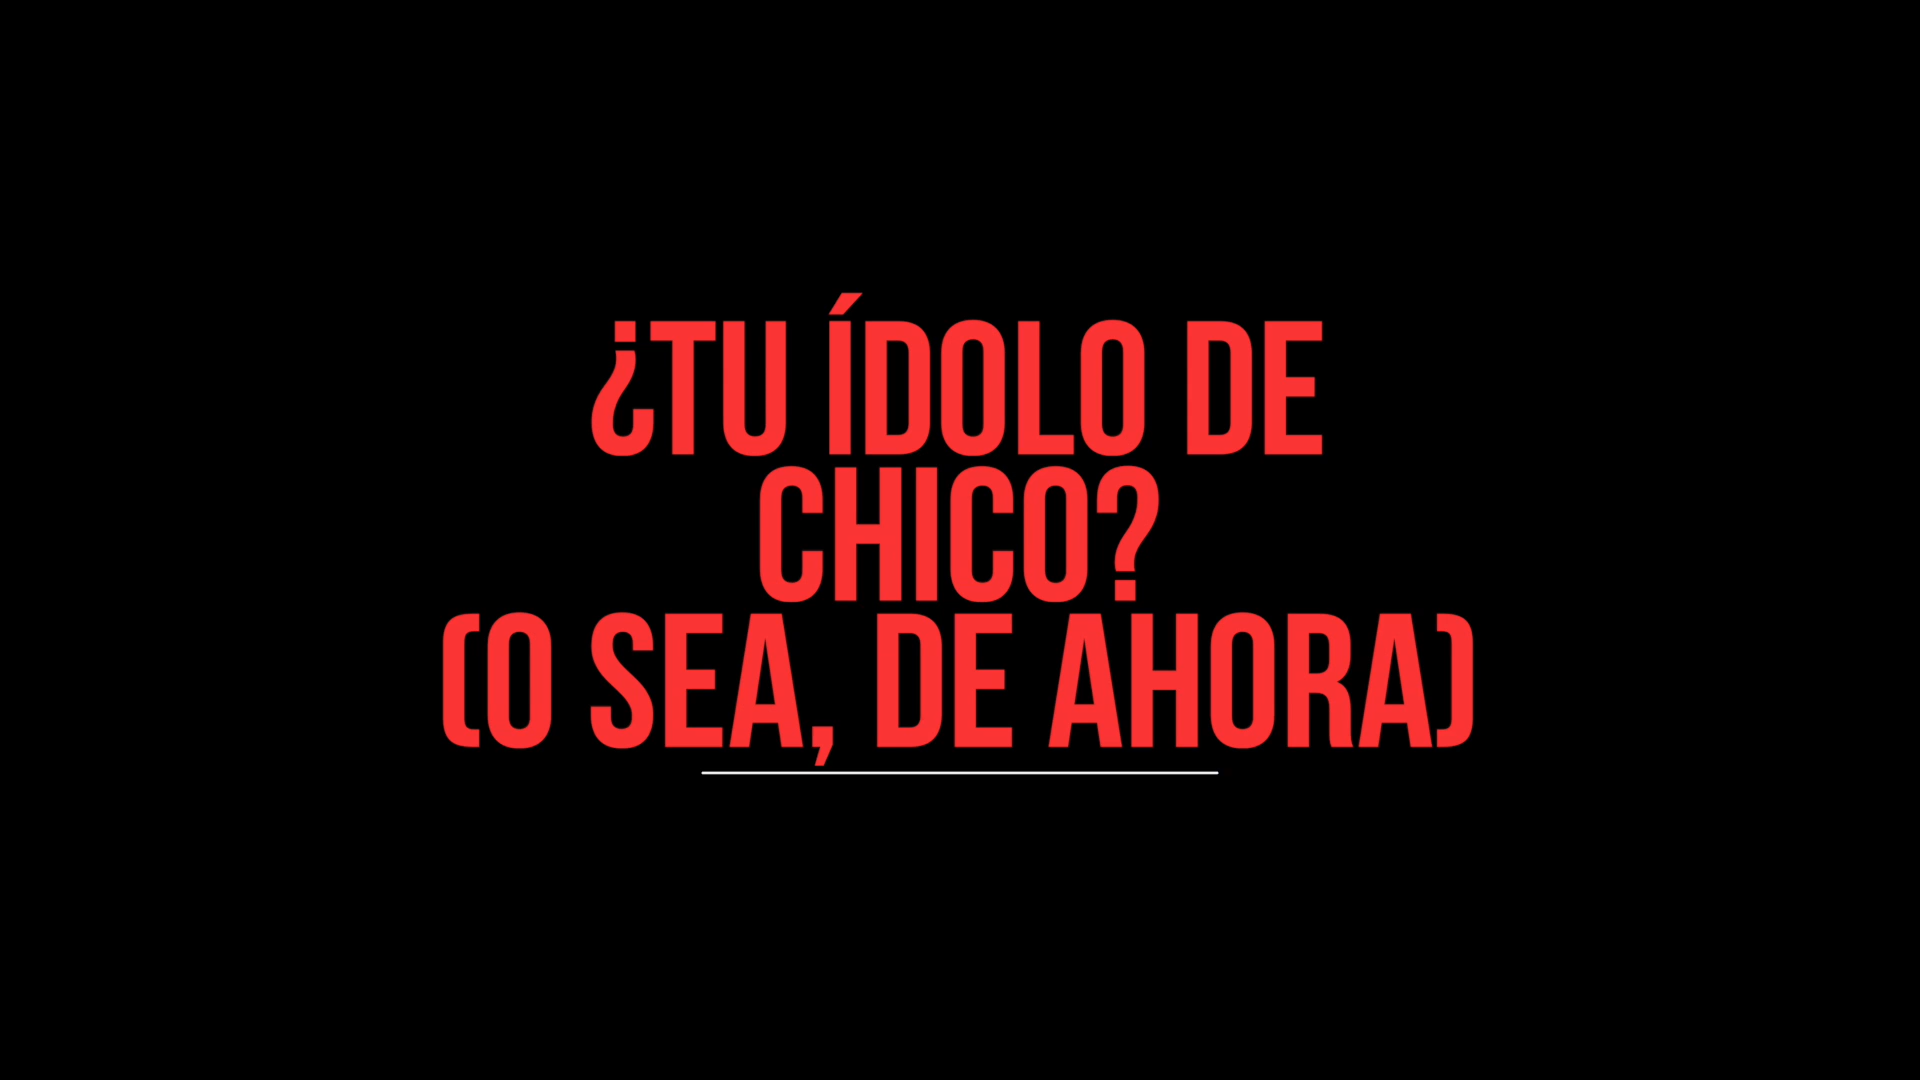 ¿TU ÍDOLO DE
CHICO?
(O SEA, DE AHORA)